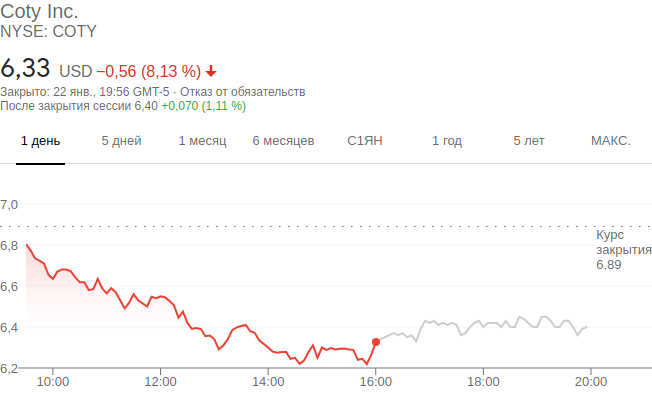 Coty Inc.
NYSE: COTY
6,33 USD −0,56 (8,13 %)
Закрыто: 22 янв., 19:56 GMT-5 · Отказ от обязательств
После закрытия сессии 6,40 +0,070 (1,11 %)
1 день 5 дней 1 месяц 6 месяцев С1ЯН 1 год 5 лет МАКС.
7,0
Курс
закрытия
6,89
6,8
6,6
6,4
6,2
10:00 12:00 14:00 16:00 18:00 20:00